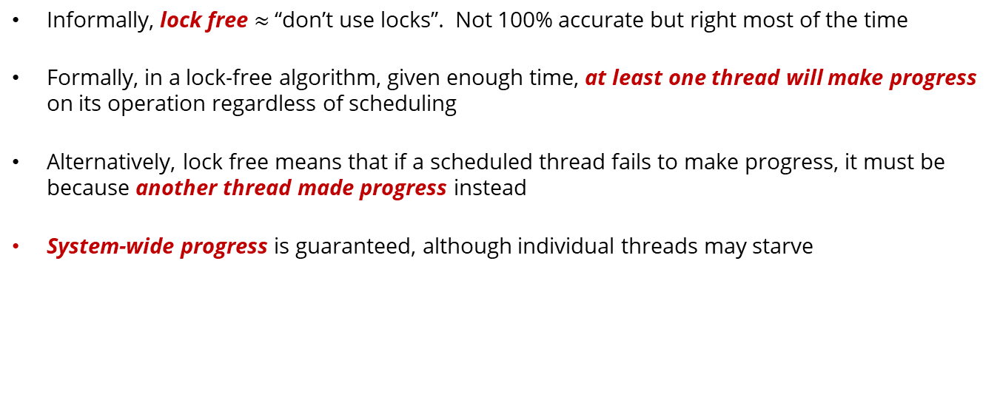 • Informally, lock free ≈ “don’t use locks”.  Not 100% accurate but right most of the time
• Formally, in a lock-free algorithm, given enough time, at least one thread will make progress
on its operation regardless of scheduling
• Alternatively, lock free means that if a scheduled thread fails to make progress, it must be
because another thread made progress instead
• System-wide progress is guaranteed, although individual threads may starve